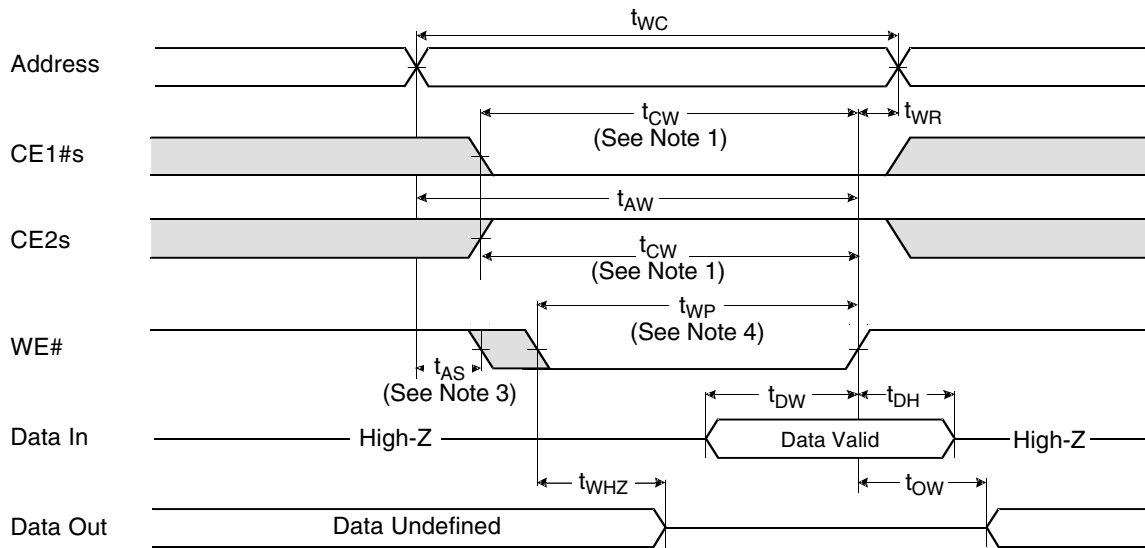 tWC
Address
tCW
(See Note 1)
tWR
CE1#s
tAW
CE2s
tCW
(See Note 1)
tWP
(See Note 4)
WE#
tAS
(See Note 3)
tDW
tDH
Data In
High-Z
Data Valid
High-Z
tWHZ
tOW
Data Out
Data Undefined